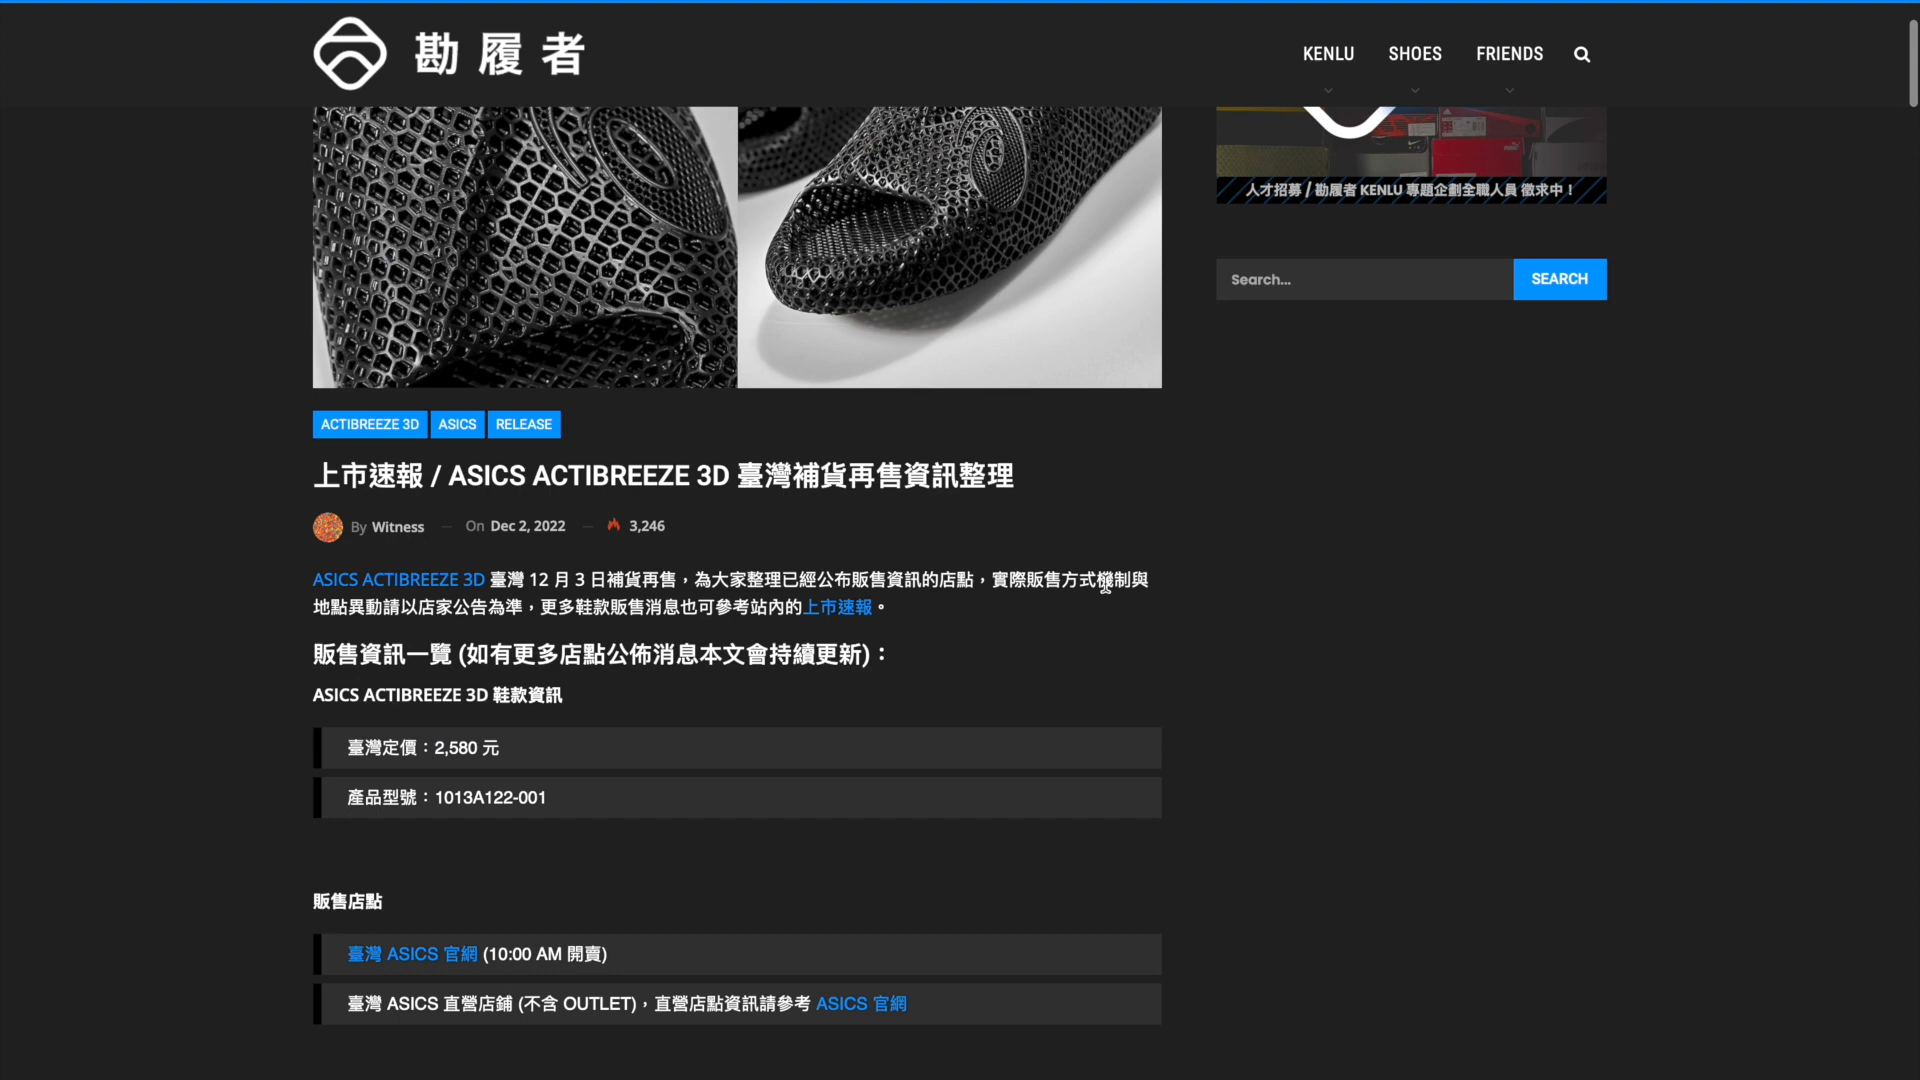 勘履者
KENLU SHOES FRIENDS
人才招募 / 勘履者 KENLU 專題企劃全職人員 徵求中！
Search...
SEARCH
ACTIBREEZE 3D ASICS RELEASE
上市速報 / ASICS ACTIBREEZE 3D 臺灣補貨再售資訊整理
By Witness — On Dec 2, 2022 — 3,246
ASICS ACTIBREEZE 3D 臺灣 12 月 3 日補貨再售，為大家整理已經公布販售資訊的店點，實際販售方式機制與
地點異動請以店家公告為準，更多鞋款販售消息也可參考站內的上市速報。
販售資訊一覽 (如有更多店點公佈消息本文會持續更新)：
ASICS ACTIBREEZE 3D 鞋款資訊
臺灣定價：2,580 元
產品型號：1013A122-001
販售店點
臺灣 ASICS 官網 (10:00 AM 開賣)
臺灣 ASICS 直營店鋪 (不含 OUTLET)，直營店點資訊請參考 ASICS 官網